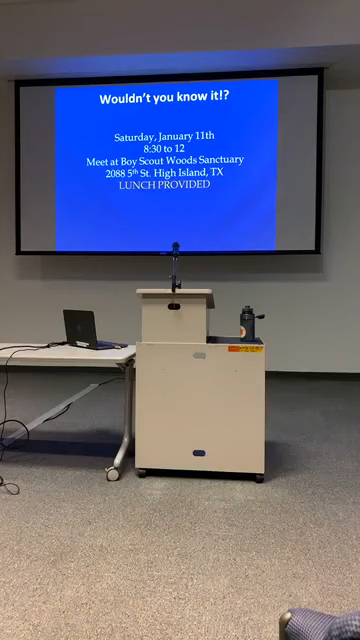 Wouldn't you know it!?
Saturday, January 11th
8:30 to 12
Meet at Boy Scout Woods Sanctuary
2088 5th St. High Island, TX
LUNCH PROVIDED